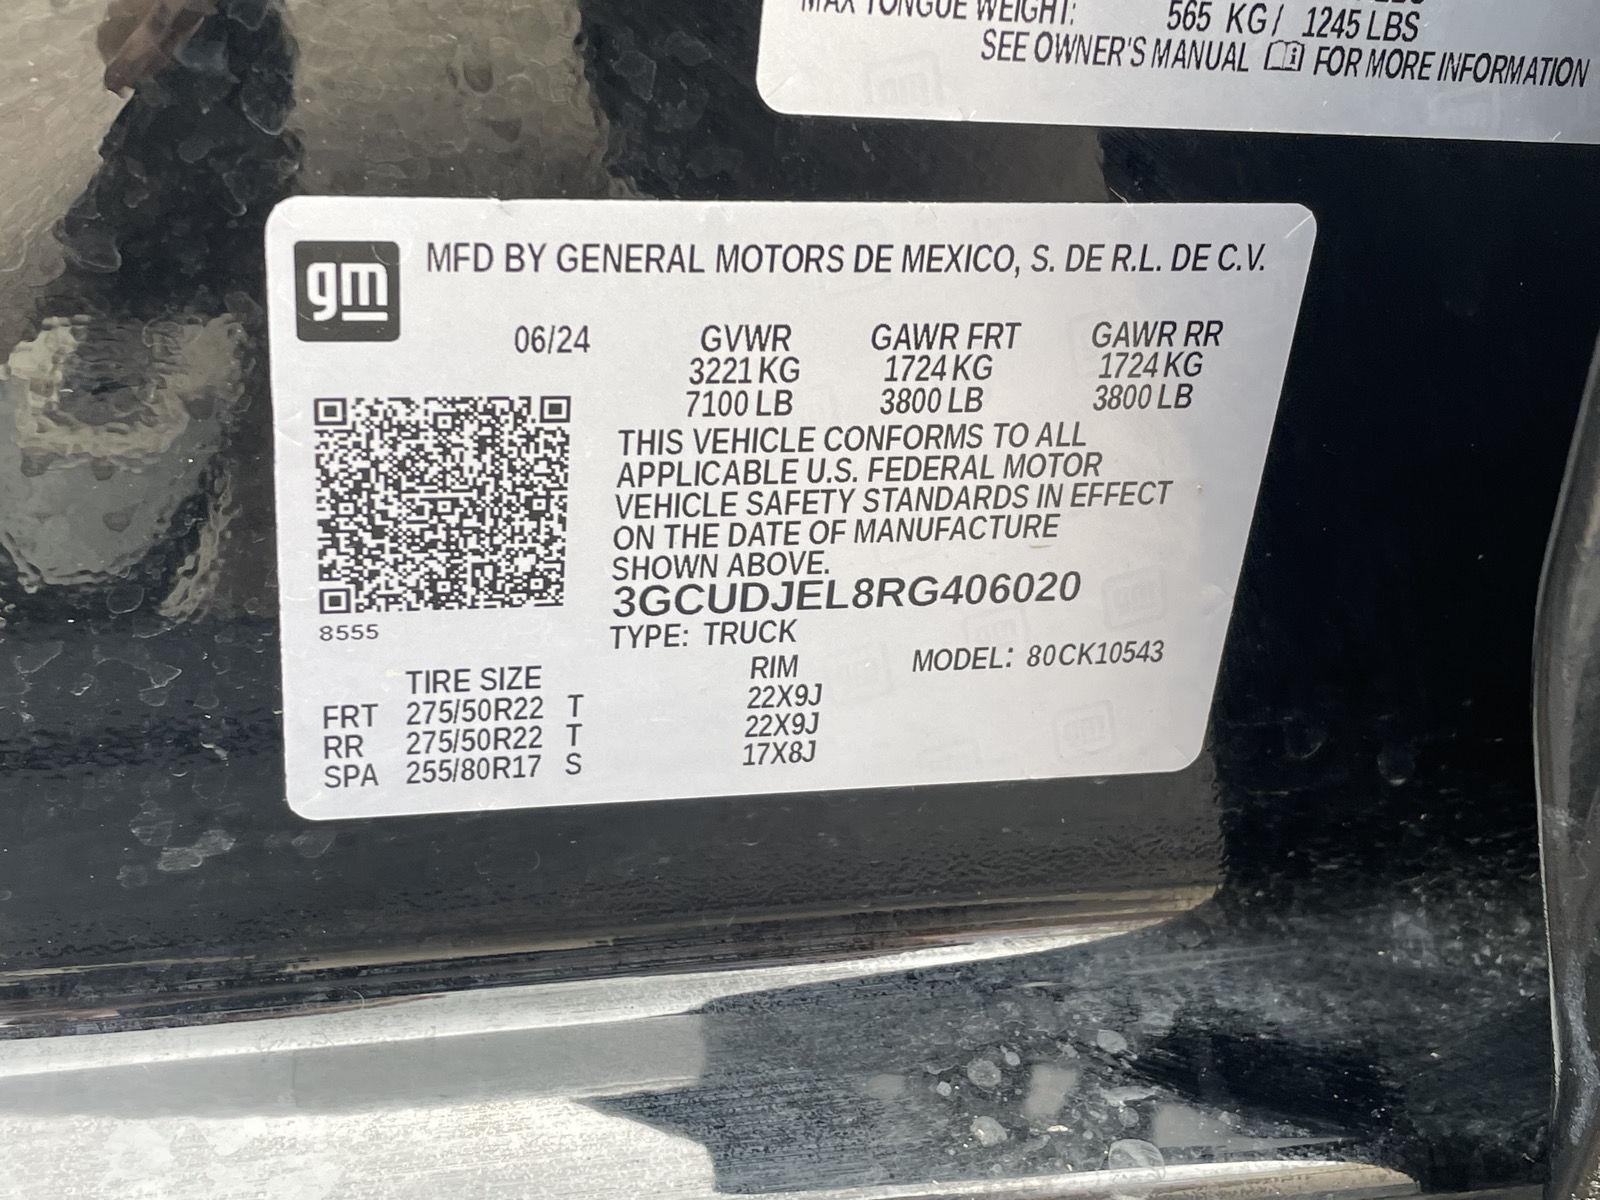 MAX TONGUE WEIGHT: 565 KG/ 1245 LBS
SEE OWNER'S MANUAL FOR MORE INFORMATION
gm MFD BY GENERAL MOTORS DE MEXICO, S. DE R.L. DE C.V.
06/24 GVWR GAWR FRT GAWR RR
3221 KG 1724 KG 1724 KG
7100 LB 3800 LB 3800 LB
THIS VEHICLE CONFORMS TO ALL
APPLICABLE U.S. FEDERAL MOTOR
VEHICLE SAFETY STANDARDS IN EFFECT
ON THE DATE OF MANUFACTURE
SHOWN ABOVE.
3GCUDJEL8RG406020
8555
TYPE: TRUCK
TIRE SIZE RIM MODEL: 80CK10543
FRT 275/50R22 T 22X9J
RR 275/50R22 T 22X9J
SPA 255/80R17 S 17X8J